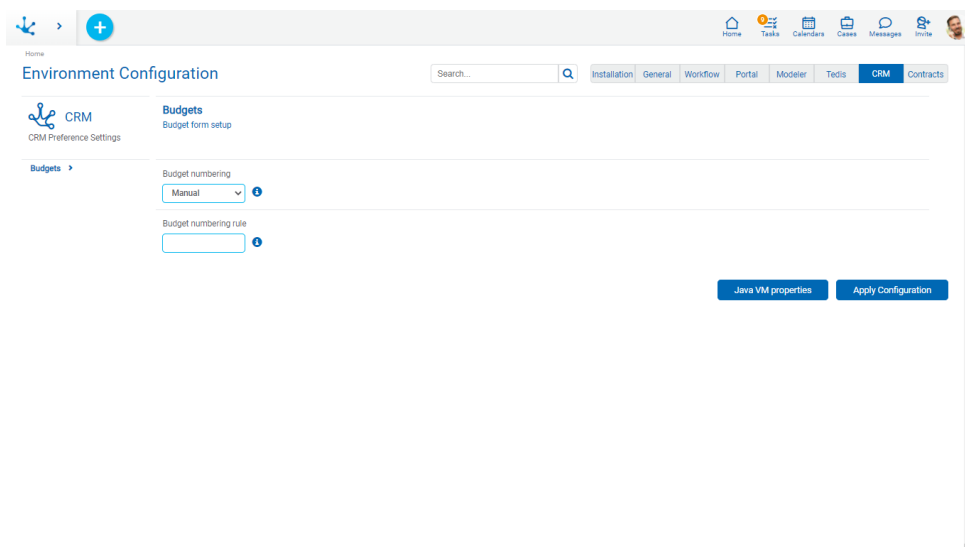 Home
Tasks
Calendars
Cases
Messages
Invite
Home
Environment Configuration
Search...
Installation
General
Workflow
Portal
Modeler
Tedis
CRM
Contracts
CRM
CRM Preference Settings
Budgets
Budget form setup
Budgets
Budget numbering
Manual
Budget numbering rule
Java VM properties
Apply Configuration